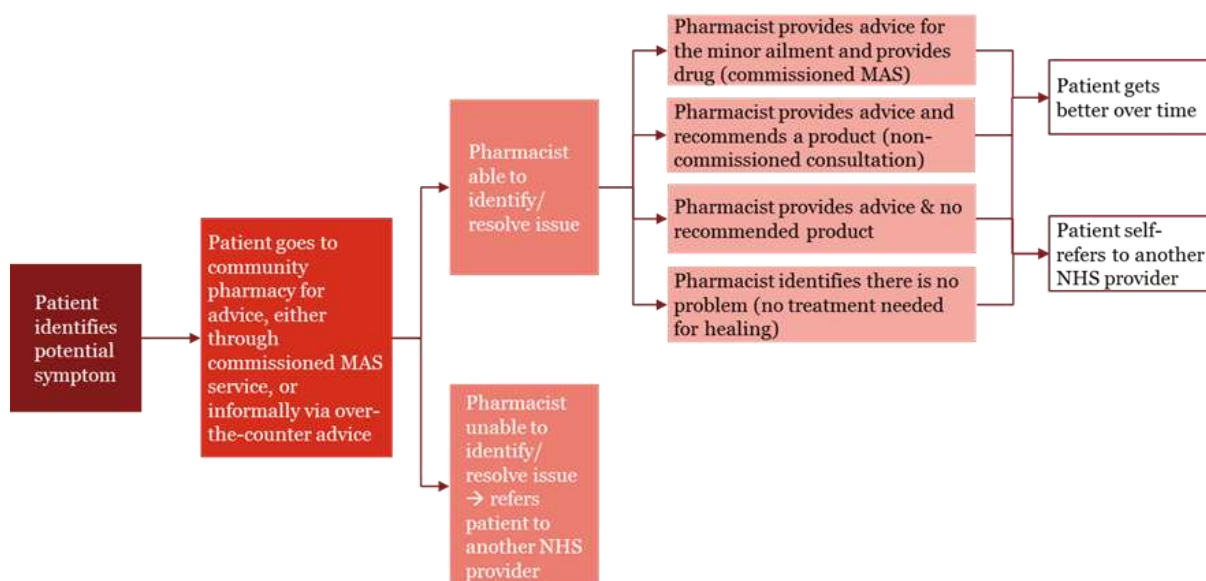 Patient
identifies
potential
symptom
Patient goes to
community
pharmacy for
advice, either
through
commissioned MAS
service, or
informally via over-
the-counter advice
Pharmacist
able to
identify/
resolve issue
Pharmacist
unable to
identify/
resolve issue
→ refers
patient to
another NHS
provider
Pharmacist provides advice for
the minor ailment and provides
drug (commissioned MAS)
Pharmacist provides advice and
recommends a product (non-
commissioned consultation)
Pharmacist provides advice & no
recommended product
Pharmacist identifies there is no
problem (no treatment needed
for healing)
Patient gets
better over time
Patient self-
refers to another
NHS provider